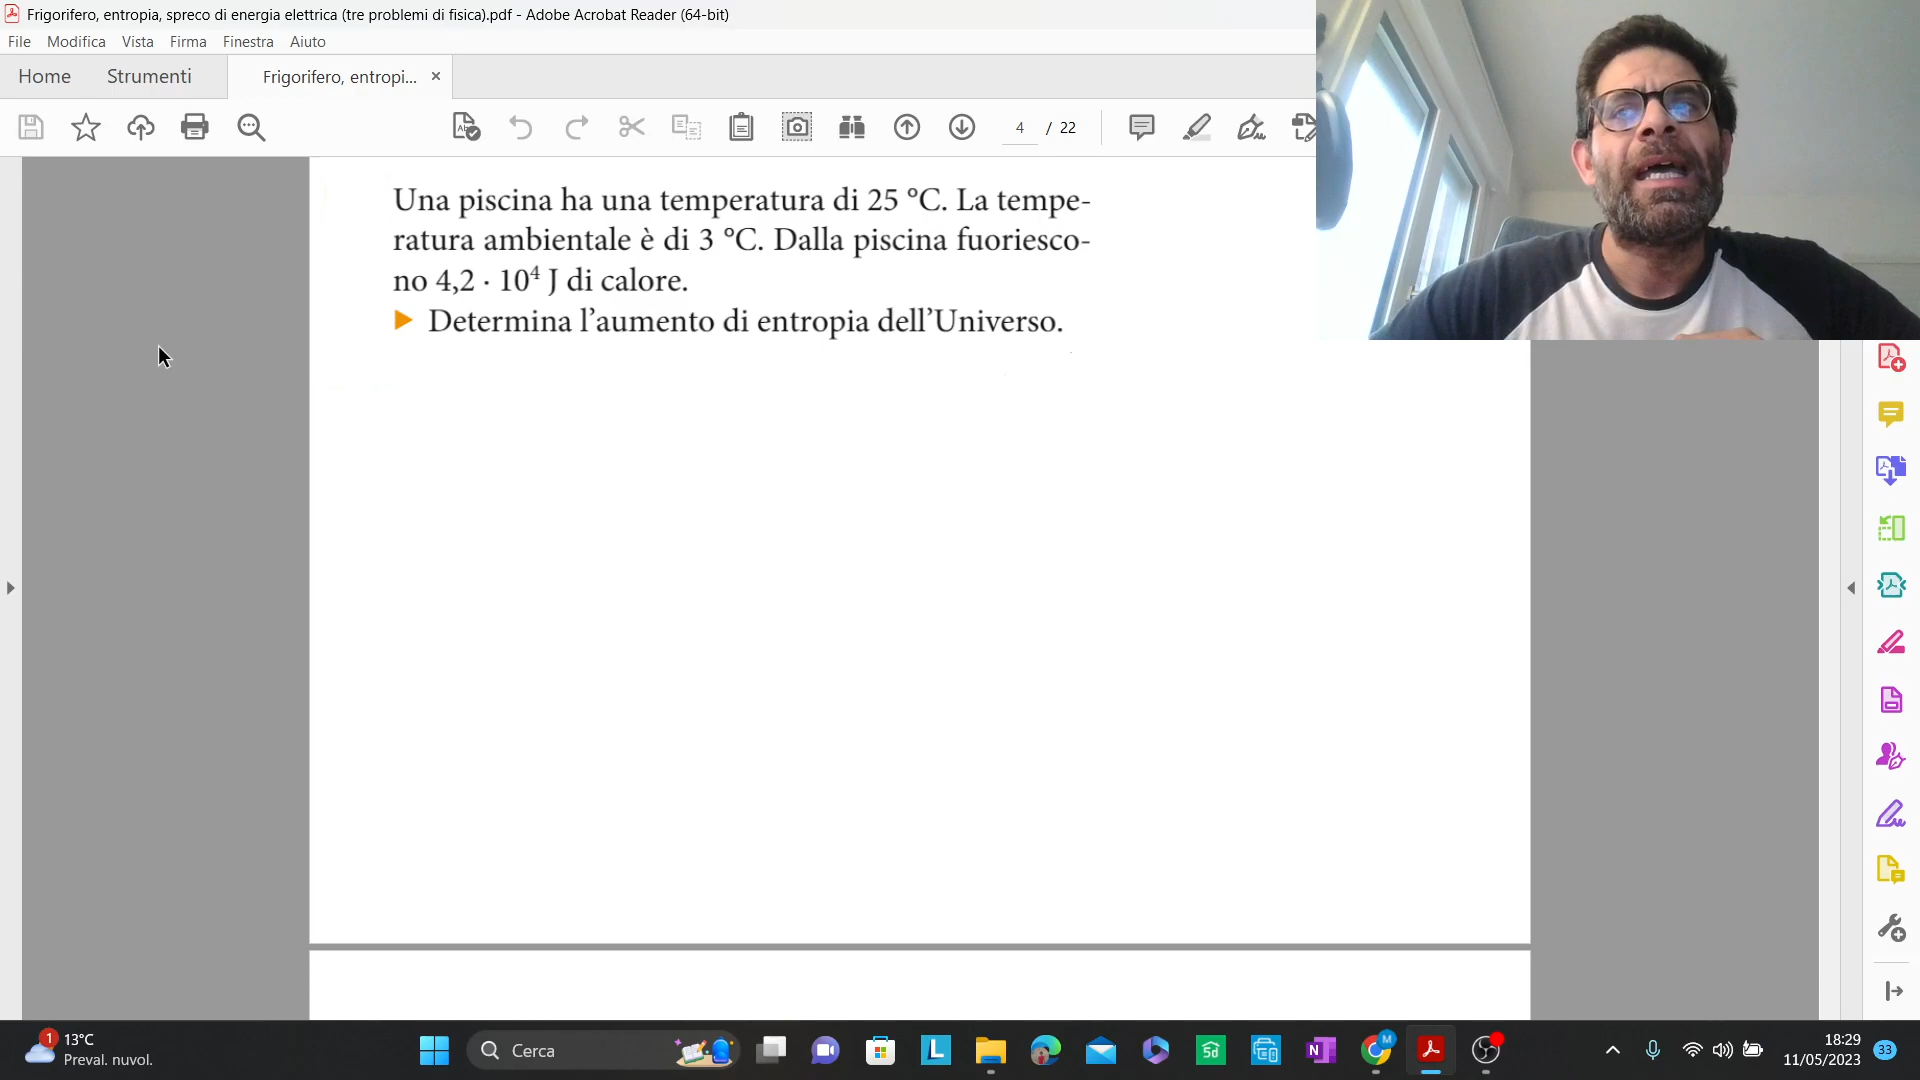 Frigorifero, entropia, spreco di energia elettrica (tre problemi di fisica).pdf - Adobe Acrobat Reader (64-bit)
File Modifica Vista Firma Finestra Aiuto
Home Strumenti Frigorifero, entropi... ×
4 / 22
Una piscina ha una temperatura di 25 °C. La tempe-
ratura ambientale è di 3 °C. Dalla piscina fuoriesco-
no 4,2 · 10⁴ J di calore.
▶ Determina l'aumento di entropia dell'Universo.
1
13°C
Preval. nuvol.
Cerca
L
N
M
18:29
11/05/2023
33